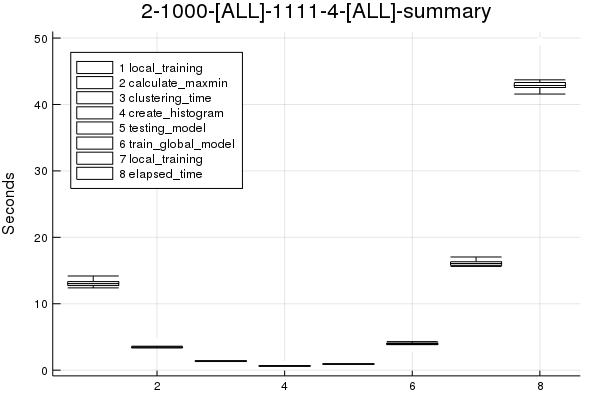 2-1000-[ALL]-1111-4-[ALL]-summary
50
40
30
20
10
0
Seconds
1 local_training
2 calculate_maxmin
3 clustering_time
4 create_histogram
5 testing_model
6 train_global_model
7 local_training
8 elapsed_time
2 4 6 8